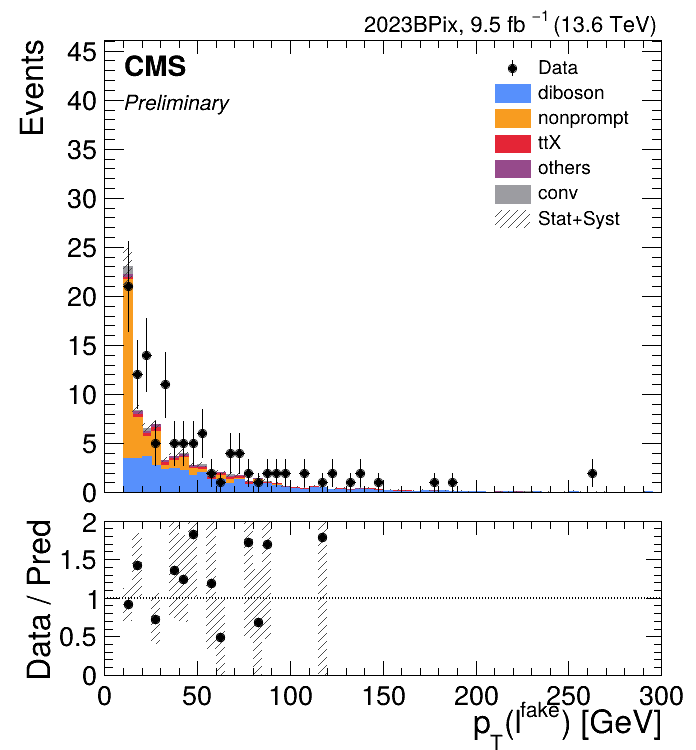 2023BPix, 9.5 fb⁻¹ (13.6 TeV)
Events
45
40
35
30
25
20
15
10
5
0
CMS
Preliminary
Data
diboson
nonprompt
ttX
others
conv
Stat+Syst
Data / Pred
2
1.5
1
0.5
0
0 50 100 150 200 250 300
p_T(l^fake) [GeV]